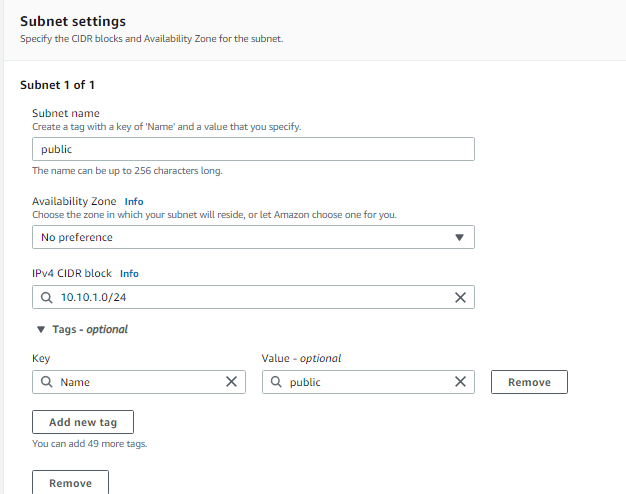 Subnet settings
Specify the CIDR blocks and Availability Zone for the subnet.
Subnet 1 of 1
Subnet name
Create a tag with a key of 'Name' and a value that you specify.
public
The name can be up to 256 characters long.
Availability Zone Info
Choose the zone in which your subnet will reside, or let Amazon choose one for you.
No preference
IPv4 CIDR block Info
10.10.1.0/24
Tags - optional
Key Value - optional
Name public Remove
Add new tag
You can add 49 more tags.
Remove